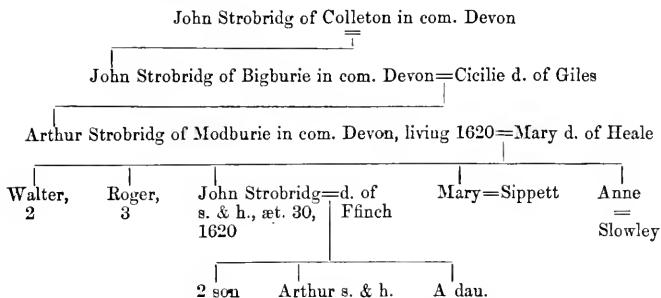 John Strobridg of Colleton in com. Devon
=
John Strobridg of Bigburie in com. Devon=Cicilie d. of Giles
Arthur Strobridg of Modburie in com. Devon, living 1620=Mary d. of Heale
Walter, 2
Roger, 3
John Strobridg=d. of Ffinch
s. & h., æt. 30,
1620
Mary=Sippett
Anne
=
Slowley
2 son
Arthur s. & h.
A dau.